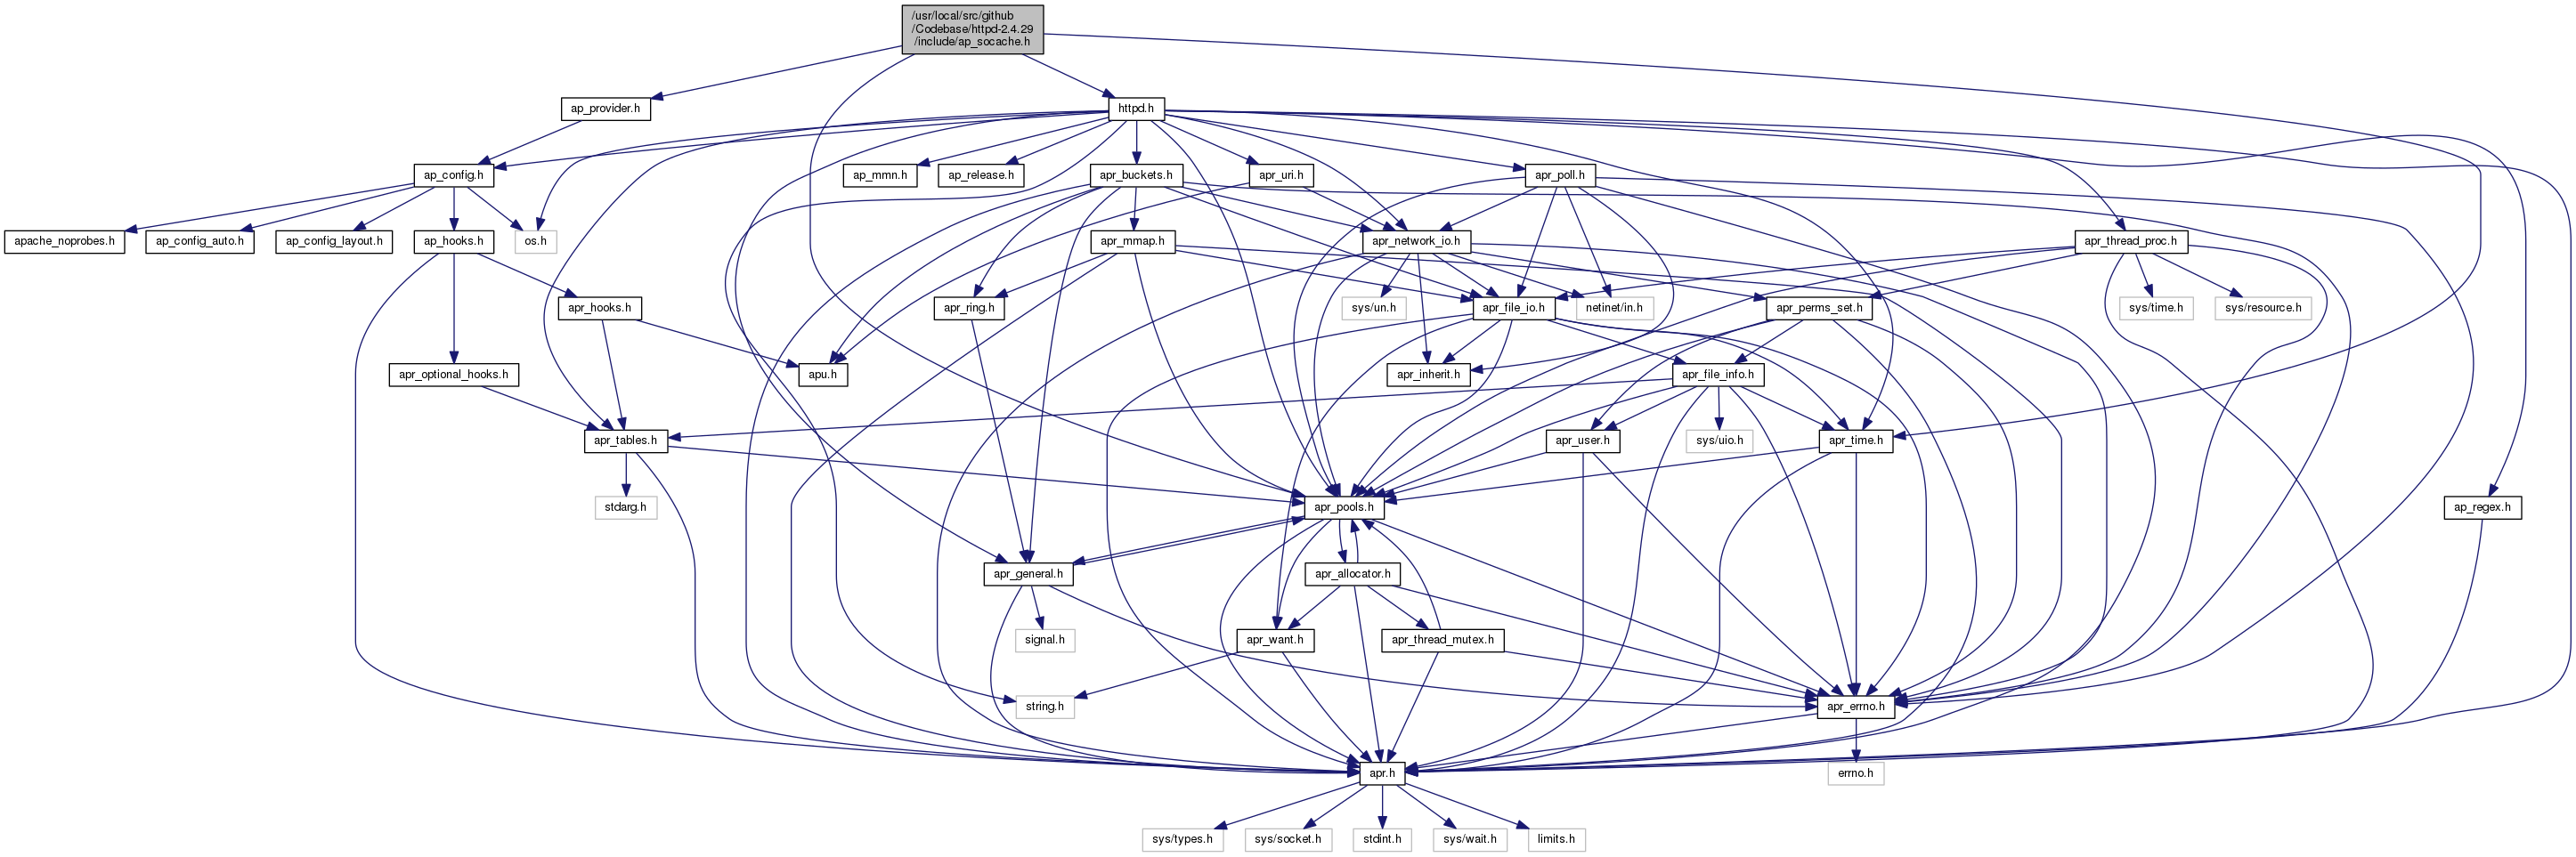 /usr/local/src/github
/Codebase/httpd-2.4.29
/include/ap_socache.h
ap_provider.h
httpd.h
ap_config.h
ap_mmn.h
ap_release.h
apr_buckets.h
apr_uri.h
apr_poll.h
apache_noprobes.h
ap_config_auto.h
ap_config_layout.h
ap_hooks.h
os.h
apr_mmap.h
apr_network_io.h
apr_thread_proc.h
apr_hooks.h
apr_ring.h
sys/un.h
apr_file_io.h
netinet/in.h
apr_perms_set.h
sys/time.h
sys/resource.h
apr_optional_hooks.h
apu.h
apr_inherit.h
apr_file_info.h
apr_tables.h
apr_user.h
sys/uio.h
apr_time.h
stdarg.h
apr_pools.h
ap_regex.h
apr_general.h
apr_allocator.h
signal.h
apr_want.h
apr_thread_mutex.h
string.h
apr_errno.h
apr.h
errno.h
sys/types.h
sys/socket.h
stdint.h
sys/wait.h
limits.h